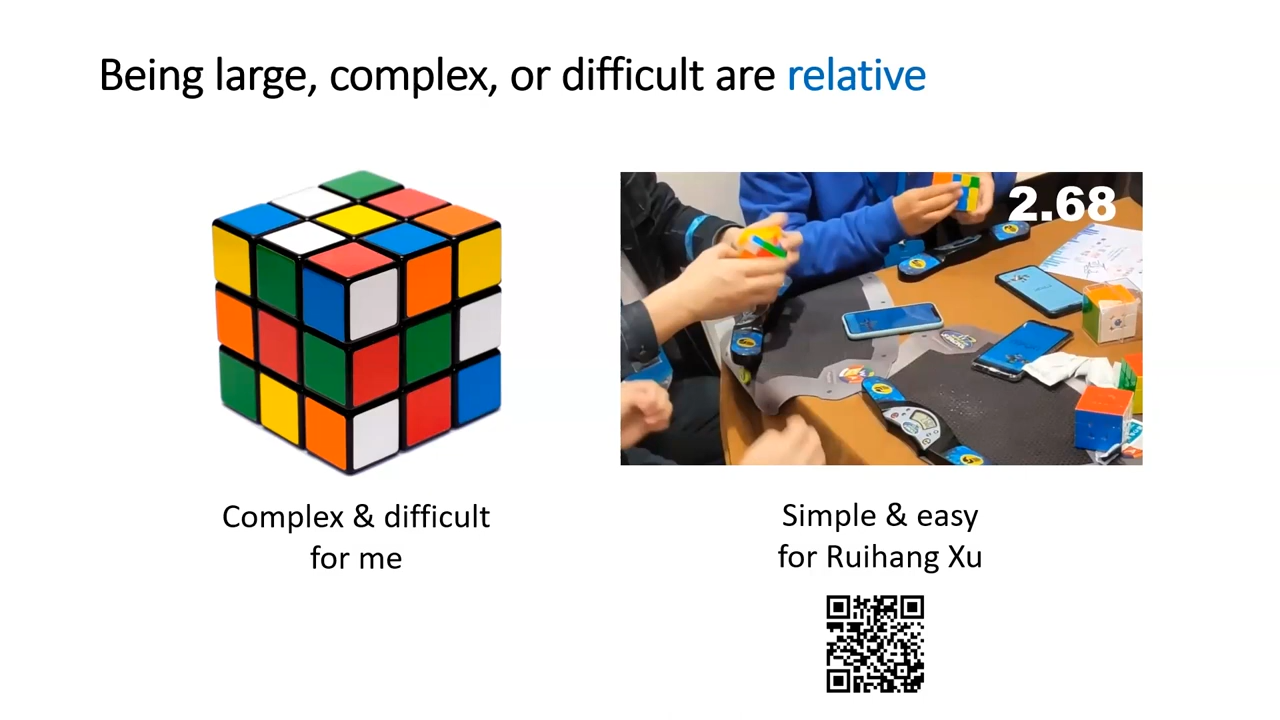 Being large, complex, or difficult are relative
2.68
Complex & difficult
for me
Simple & easy
for Ruihang Xu